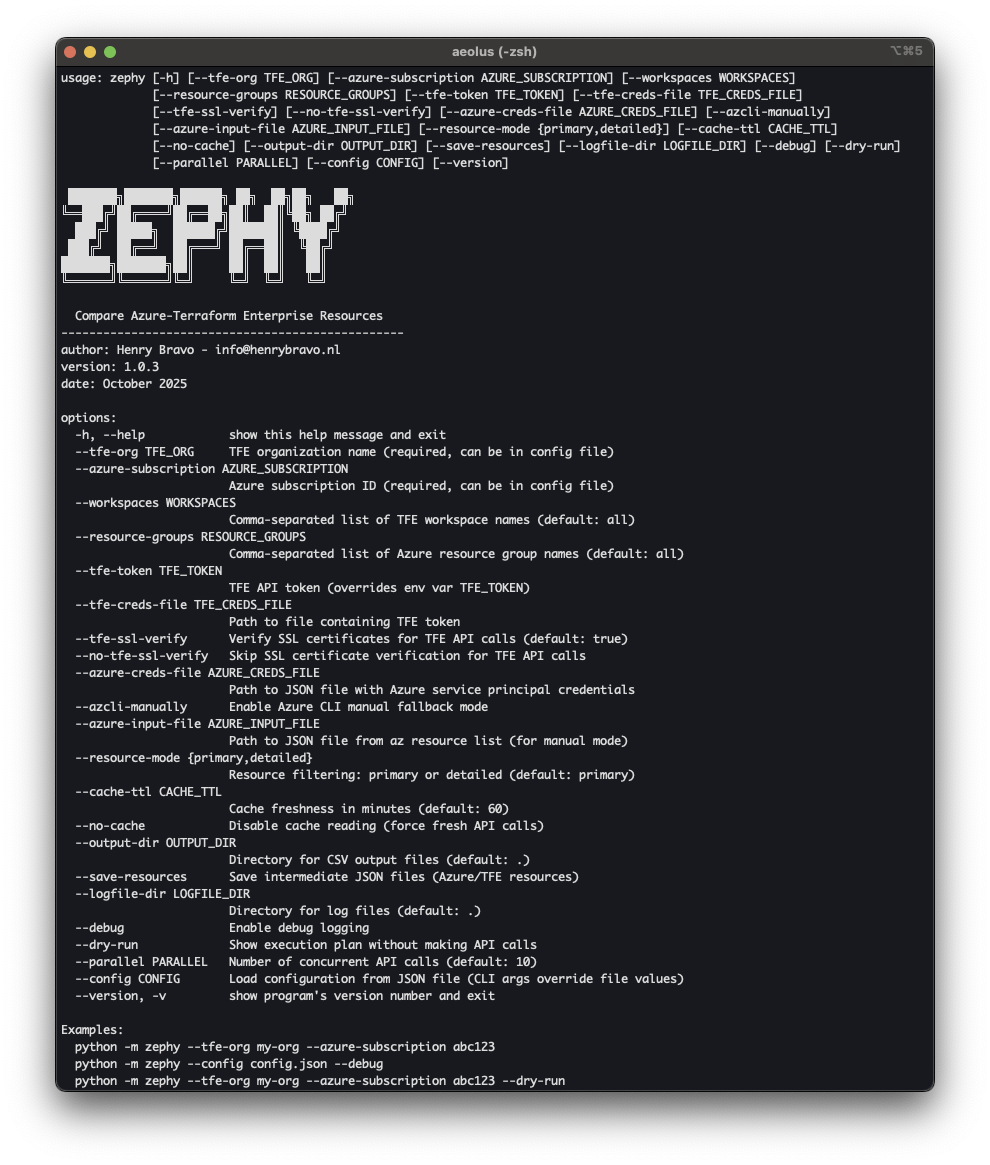 aeolus (-zsh)
⌥⌘5
usage: zephy [-h] [--tfe-org TFE_ORG] [--azure-subscription AZURE_SUBSCRIPTION] [--workspaces WORKSPACES]
[--resource-groups RESOURCE_GROUPS] [--tfe-token TFE_TOKEN] [--tfe-creds-file TFE_CREDS_FILE]
[--tfe-ssl-verify] [--no-tfe-ssl-verify] [--azure-creds-file AZURE_CREDS_FILE] [--azcli-manually]
[--azure-input-file AZURE_INPUT_FILE] [--resource-mode {primary,detailed}] [--cache-ttl CACHE_TTL]
[--no-cache] [--output-dir OUTPUT_DIR] [--save-resources] [--logfile-dir LOGFILE_DIR] [--debug] [--dry-run]
[--parallel PARALLEL] [--config CONFIG] [--version]
ZEPHY
Compare Azure-Terraform Enterprise Resources
-------------------------------------------------
author: Henry Bravo - info@henrybravo.nl
version: 1.0.3
date: October 2025
options:
-h, --help show this help message and exit
--tfe-org TFE_ORG TFE organization name (required, can be in config file)
--azure-subscription AZURE_SUBSCRIPTION
Azure subscription ID (required, can be in config file)
--workspaces WORKSPACES
Comma-separated list of TFE workspace names (default: all)
--resource-groups RESOURCE_GROUPS
Comma-separated list of Azure resource group names (default: all)
--tfe-token TFE_TOKEN
TFE API token (overrides env var TFE_TOKEN)
--tfe-creds-file TFE_CREDS_FILE
Path to file containing TFE token
--tfe-ssl-verify Verify SSL certificates for TFE API calls (default: true)
--no-tfe-ssl-verify Skip SSL certificate verification for TFE API calls
--azure-creds-file AZURE_CREDS_FILE
Path to JSON file with Azure service principal credentials
--azcli-manually Enable Azure CLI manual fallback mode
--azure-input-file AZURE_INPUT_FILE
Path to JSON file from az resource list (for manual mode)
--resource-mode {primary,detailed}
Resource filtering: primary or detailed (default: primary)
--cache-ttl CACHE_TTL
Cache freshness in minutes (default: 60)
--no-cache Disable cache reading (force fresh API calls)
--output-dir OUTPUT_DIR
Directory for CSV output files (default: .)
--save-resources Save intermediate JSON files (Azure/TFE resources)
--logfile-dir LOGFILE_DIR
Directory for log files (default: .)
--debug Enable debug logging
--dry-run Show execution plan without making API calls
--parallel PARALLEL Number of concurrent API calls (default: 10)
--config CONFIG Load configuration from JSON file (CLI args override file values)
--version, -v show program's version number and exit
Examples:
python -m zephy --tfe-org my-org --azure-subscription abc123
python -m zephy --config config.json --debug
python -m zephy --tfe-org my-org --azure-subscription abc123 --dry-run